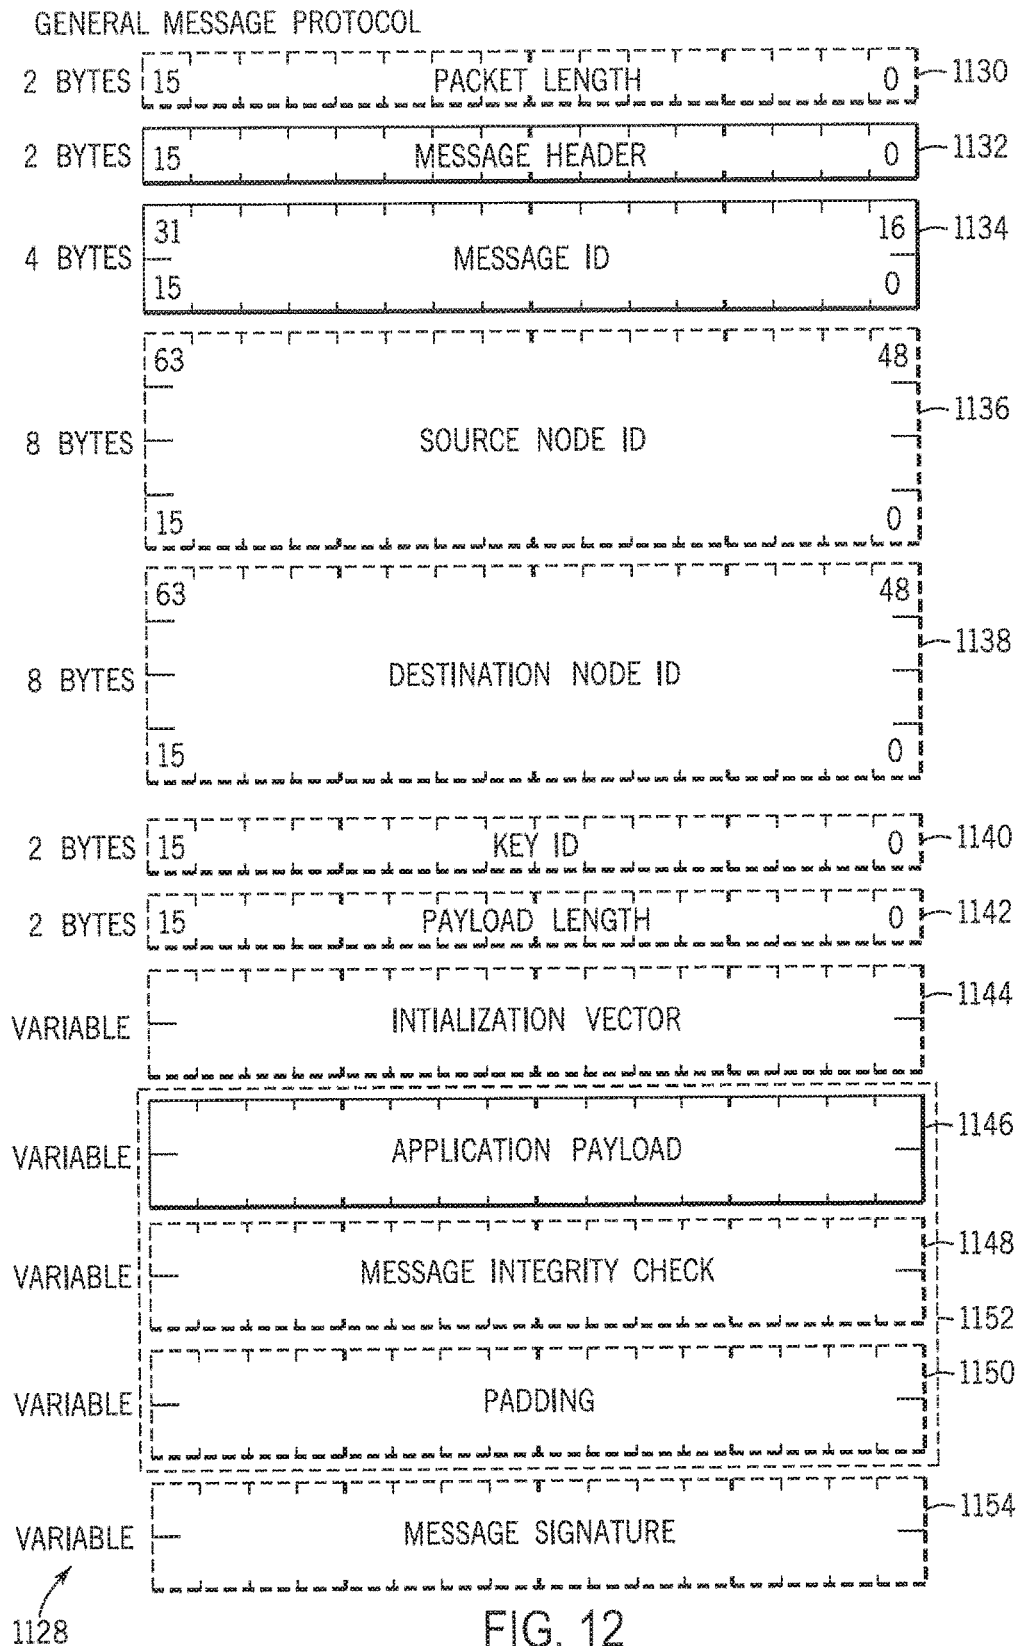 GENERAL MESSAGE PROTOCOL
2 BYTES 15 PACKET LENGTH 0 1130
2 BYTES 15 MESSAGE HEADER 0 1132
31 16 1134
4 BYTES MESSAGE ID
15 0
63 48
1136
8 BYTES SOURCE NODE ID
15 0
63 48
1138
8 BYTES DESTINATION NODE ID
15 0
2 BYTES 15 KEY ID 0 1140
2 BYTES 15 PAYLOAD LENGTH 0 1142
1144
VARIABLE INTIALIZATION VECTOR
1146
VARIABLE APPLICATION PAYLOAD
1148
VARIABLE MESSAGE INTEGRITY CHECK
1152
1150
VARIABLE PADDING
1154
VARIABLE MESSAGE SIGNATURE
1128
FIG. 12